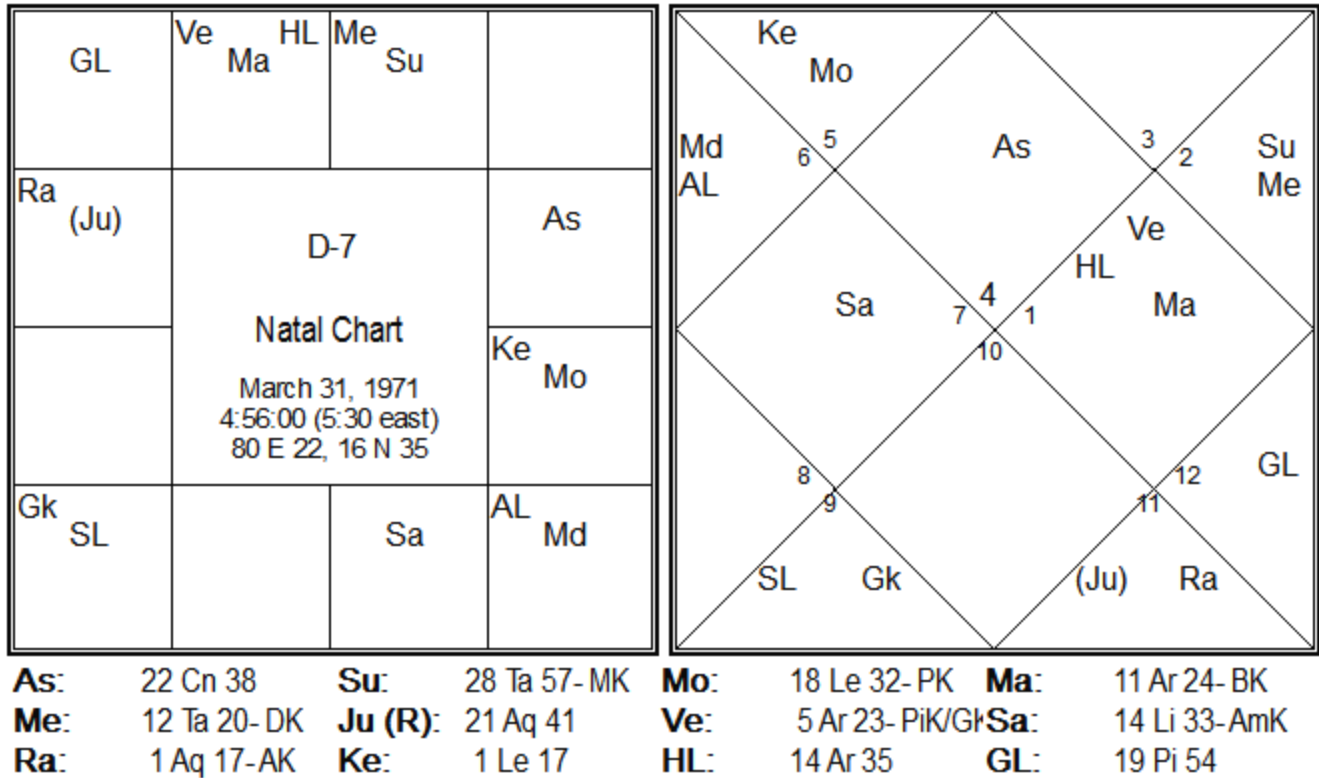 GL
Ve HL
Ma
Me
Su
Ra
(Ju)
As
Ke
Mo
Gk
SL
Sa
AL
Md
D-7
Natal Chart
March 31, 1971
4:56:00 (5:30 east)
80 E 22, 16 N 35
Ke
Mo
As
Md
AL
5
6
3
2
Su
Me
Ve
HL
Ma
Sa
4
7
1
10
8
9
12
11
GL
SL Gk
(Ju) Ra
As: 22 Cn 38 Su: 28 Ta 57- MK Mo: 18 Le 32- PK Ma: 11 Ar 24- BK
Me: 12 Ta 20- DK Ju (R): 21 Aq 41 Ve: 5 Ar 23- PiK/GK Sa: 14 Li 33- AmK
Ra: 1 Aq 17- AK Ke: 1 Le 17 HL: 14 Ar 35 GL: 19 Pi 54